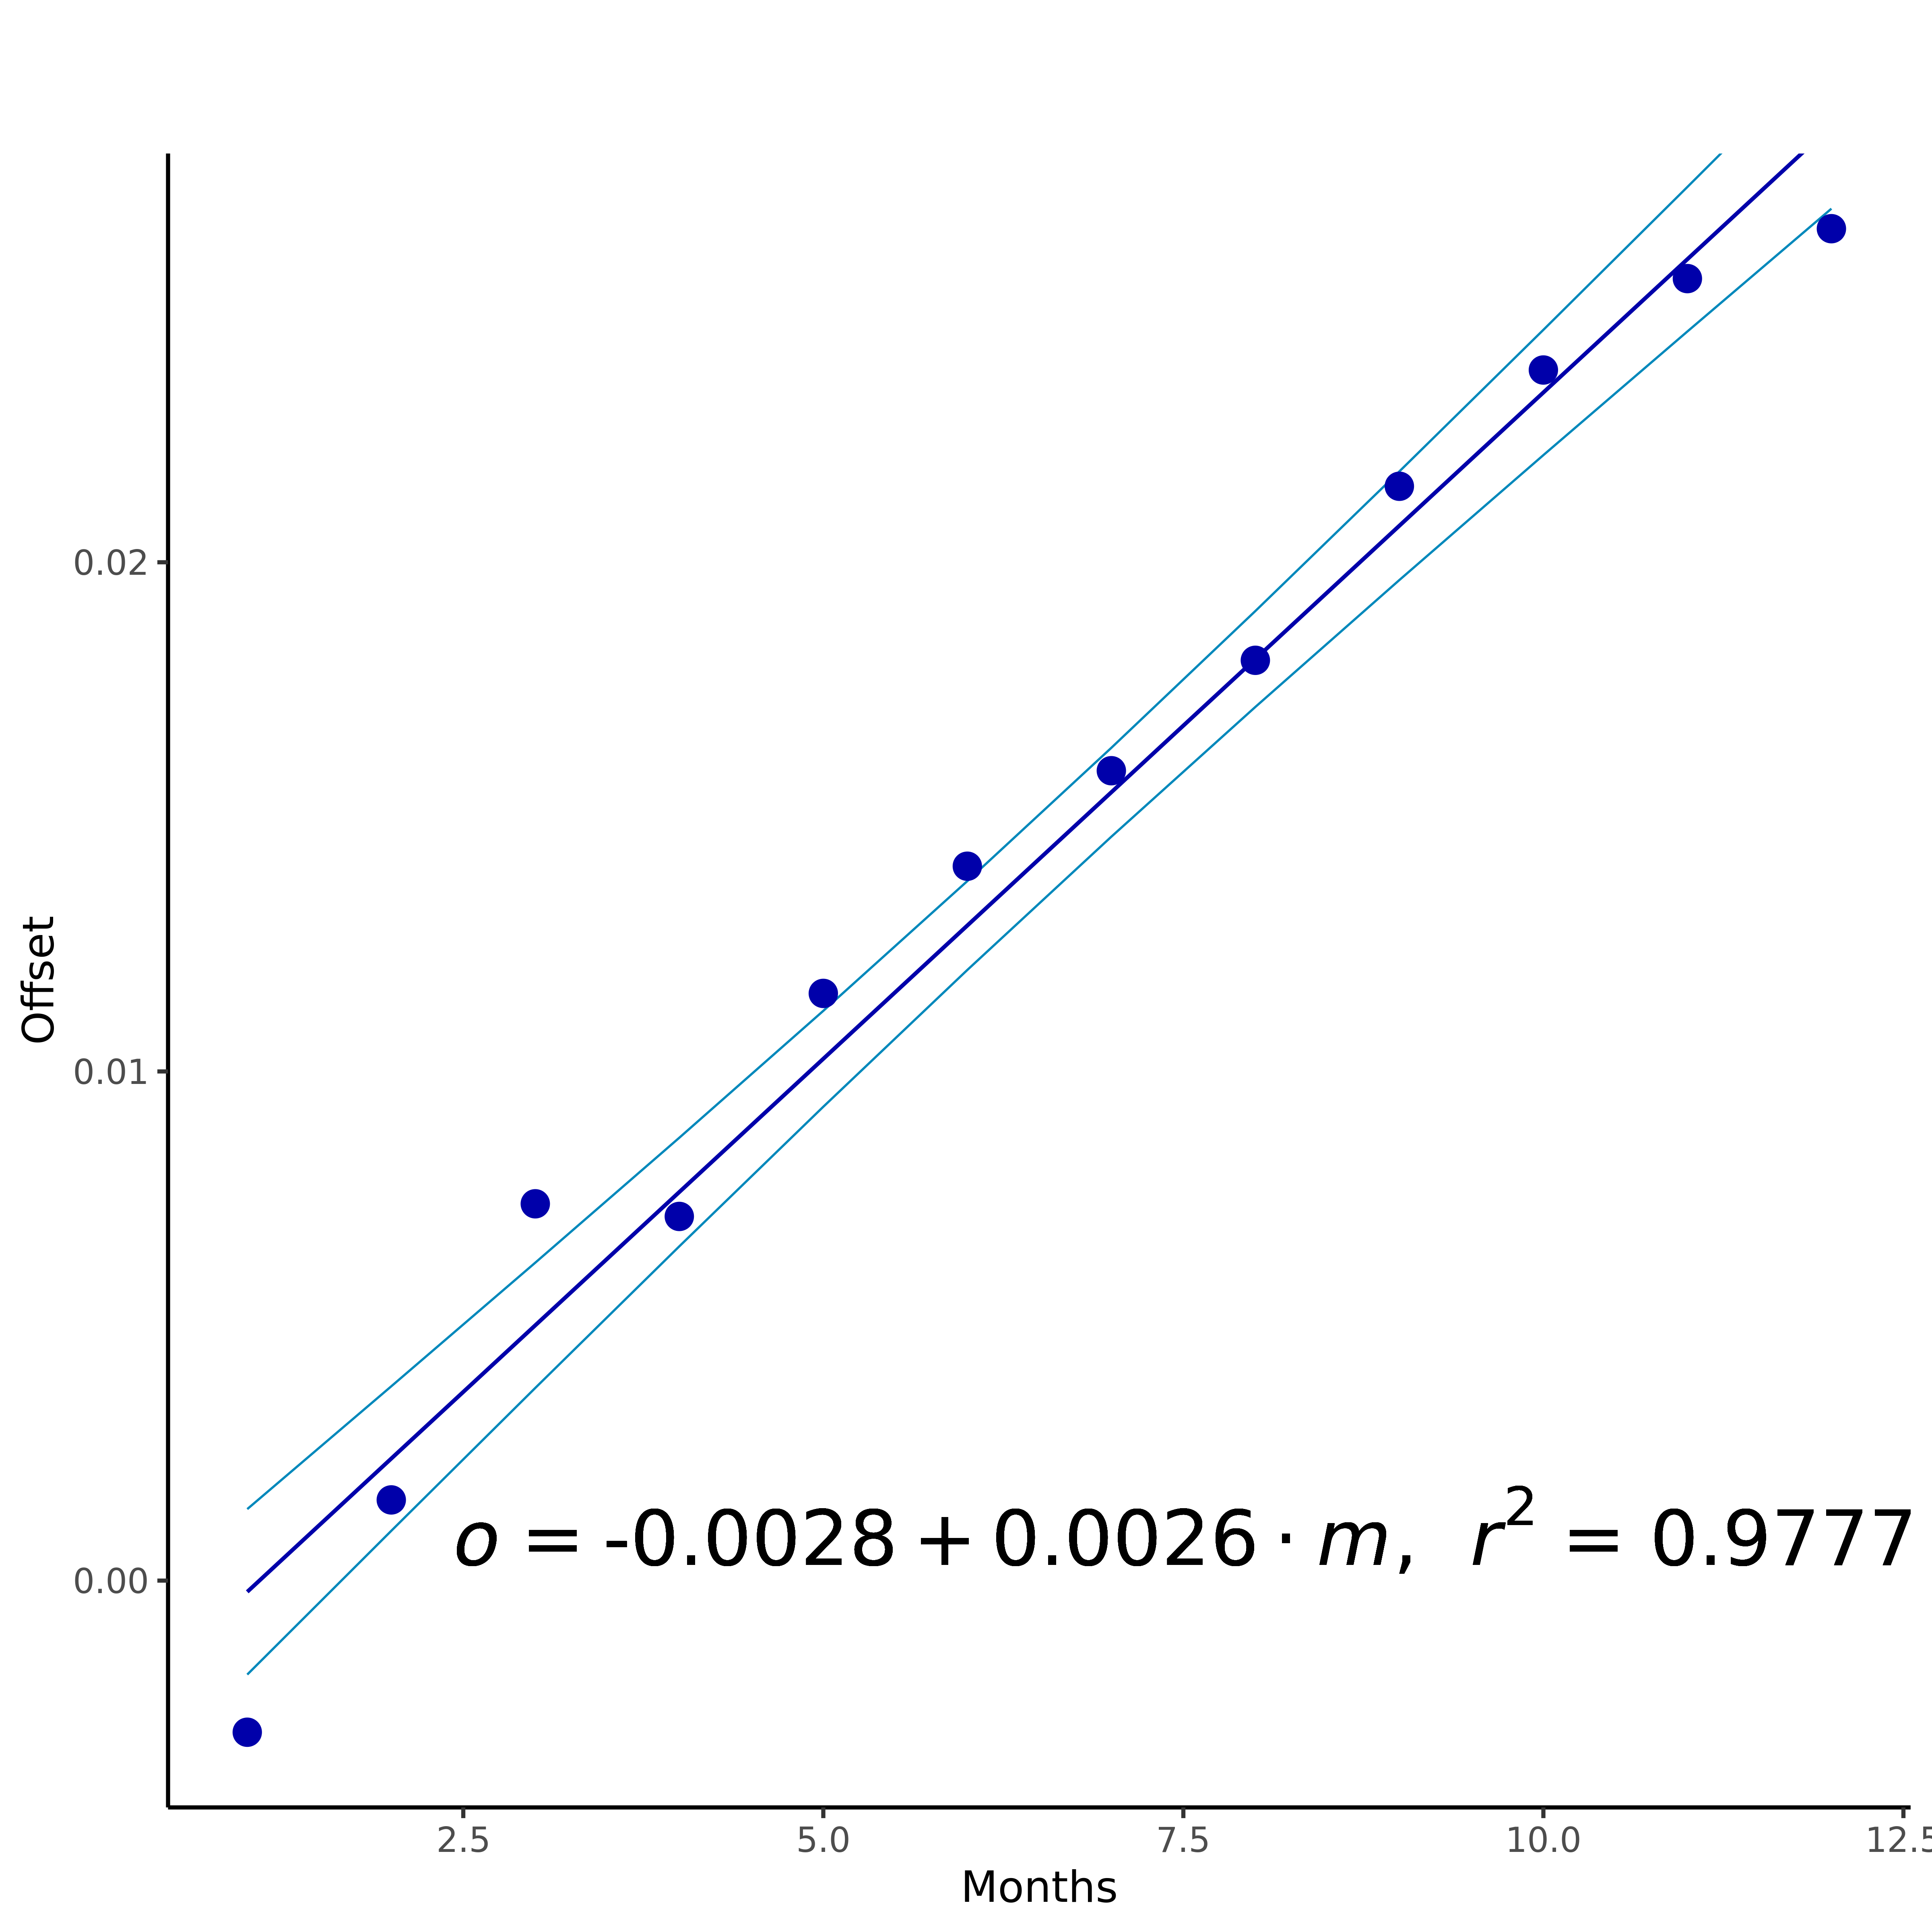 0.02
Offset
0.01
o = -0.0028 + 0.0026 · m, r² = 0.9777
0.00
2.5 5.0 7.5 10.0 12.5
Months